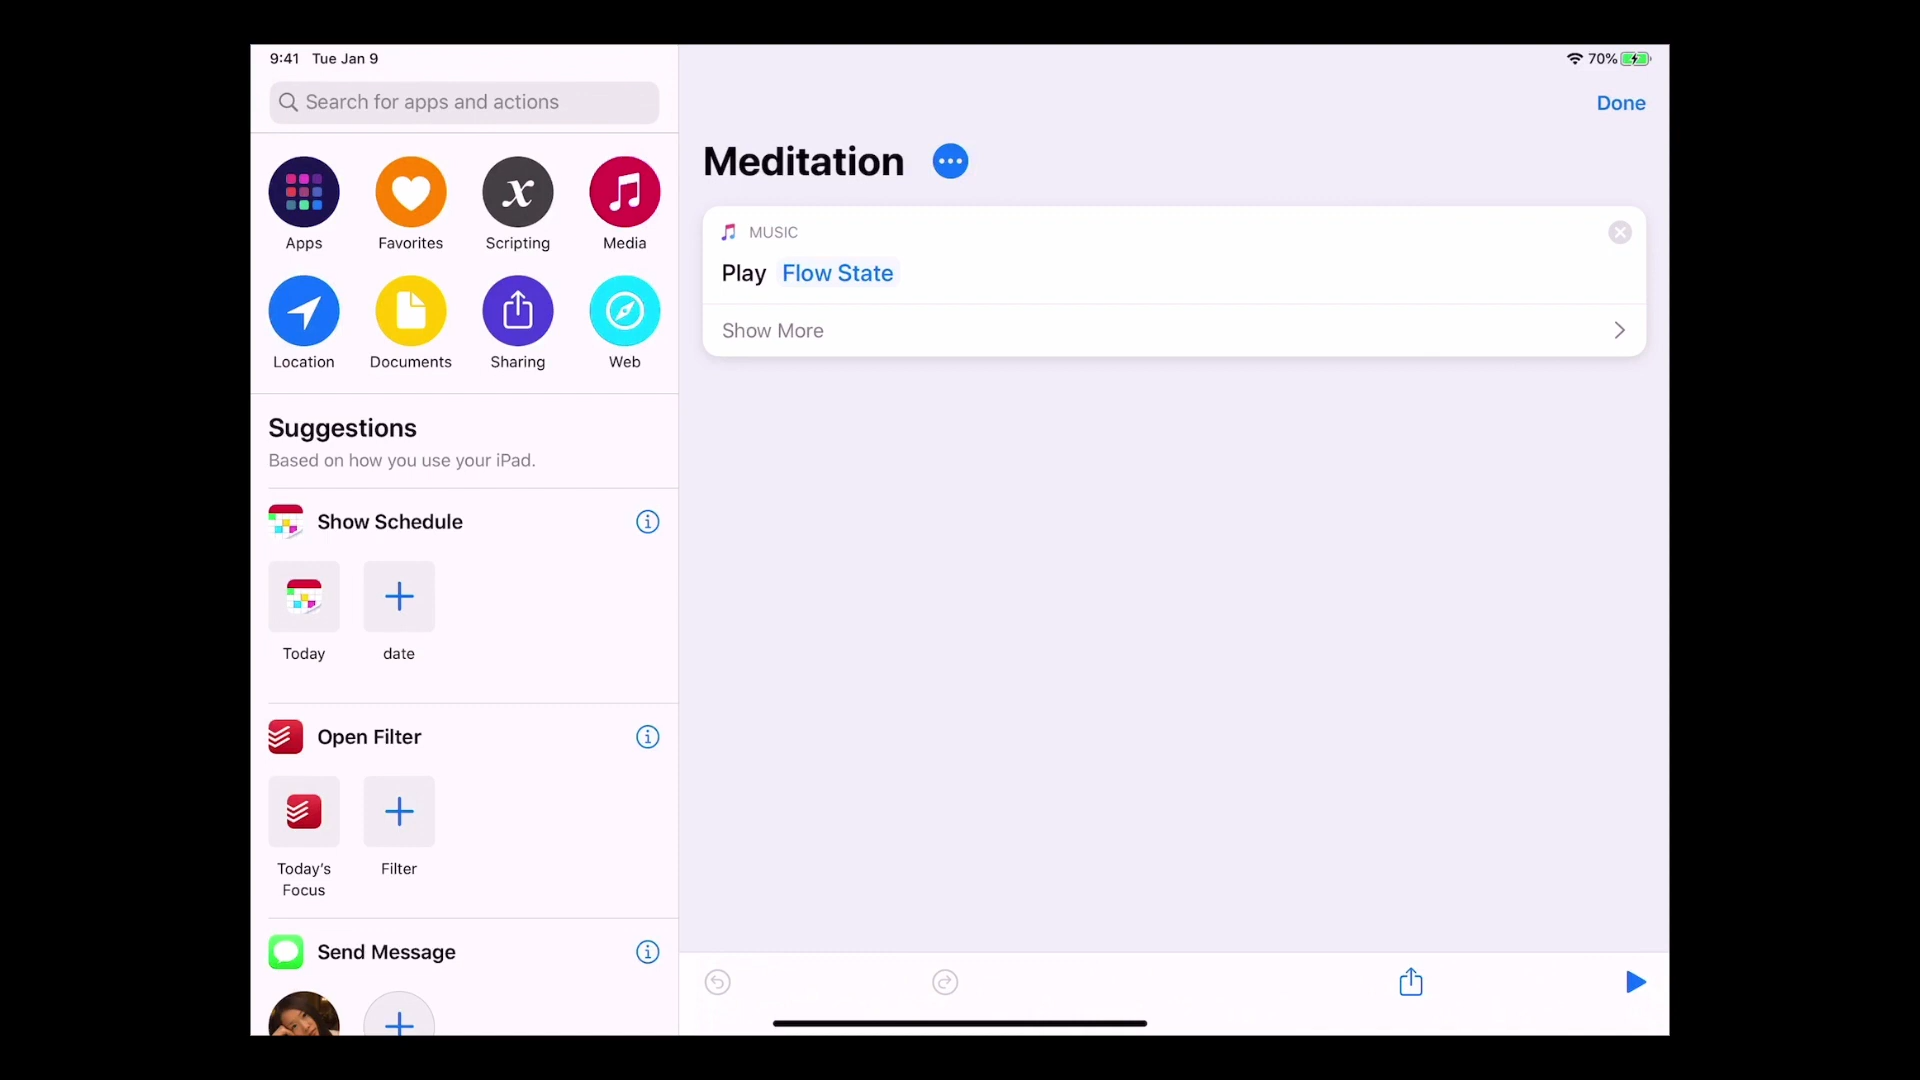 9:41 Tue Jan 9
70%
Search for apps and actions
Done
Meditation
Apps
Favorites
Scripting
Media
Location
Documents
Sharing
Web
MUSIC
Play Flow State
Show More
Suggestions
Based on how you use your iPad.
Show Schedule
Today
date
Open Filter
Today’s
Focus
Filter
Send Message